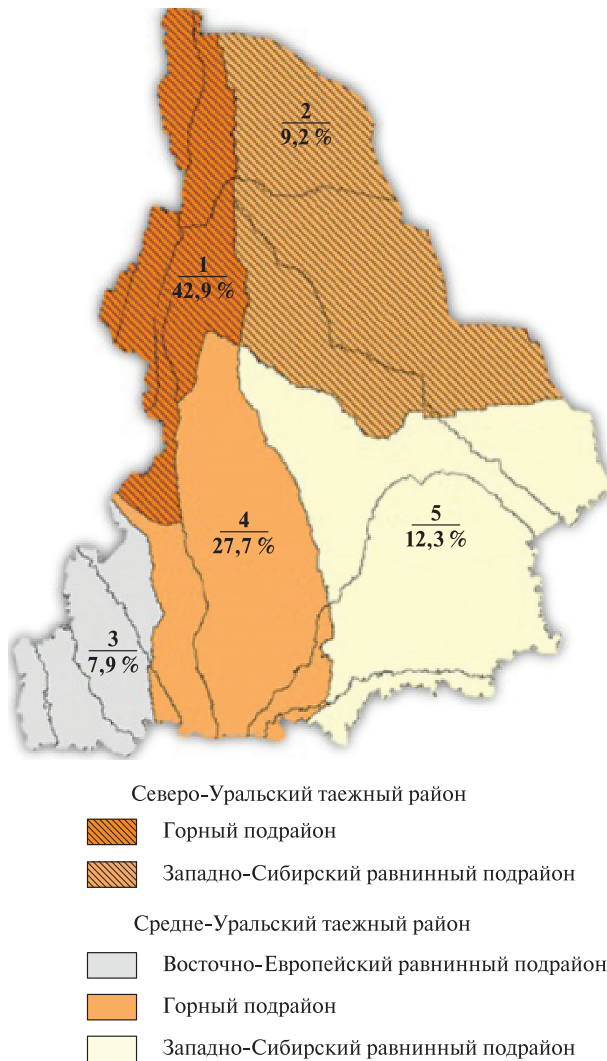 2
9,2 %
1
42,9 %
4
27,7 %
5
12,3 %
3
7,9 %
Северо-Уральский таежный район
Горный подрайон
Западно-Сибирский равнинный подрайон
Средне-Уральский таежный район
Восточно-Европейский равнинный подрайон
Горный подрайон
Западно-Сибирский равнинный подрайон